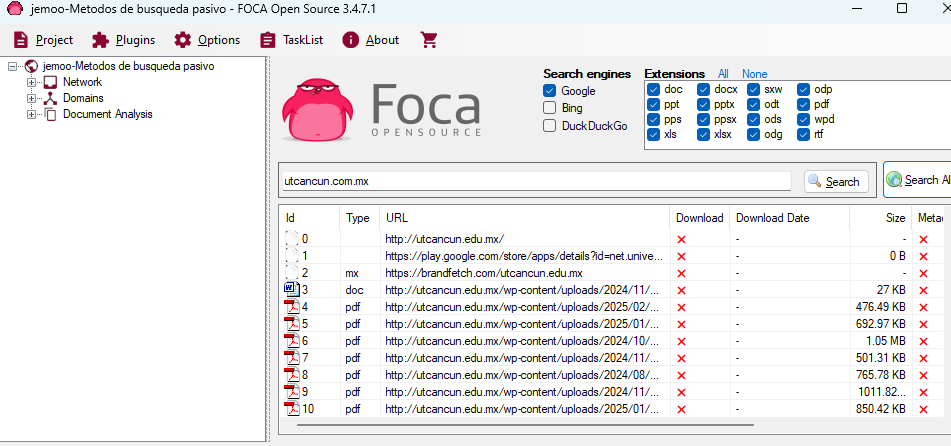 jemoo-Metodos de busqueda pasivo - FOCA Open Source 3.4.7.1
Project Plugins Options TaskList About
jemoo-Metodos de busqueda pasivo
Network
Domains
Document Analysis
Foca
OPENSOURCE
Search engines
Google
Bing
DuckDuckGo
Extensions All None
doc docx sxw odp
ppt pptx odt pdf
pps ppsx ods wpd
xls xlsx odg rtf
utcancun.com.mx Search Search Al
Id Type URL Download Download Date Size Metad
0 http://utcancun.edu.mx/ - -
1 https://play.google.com/store/apps/details?id=net.unive... - 0 B
2 mx https://brandfetch.com/utcancun.edu.mx - -
3 doc http://utcancun.edu.mx/wp-content/uploads/2024/11/... - 27 KB
4 pdf http://utcancun.edu.mx/wp-content/uploads/2025/02/... - 476.49 KB
5 pdf http://utcancun.edu.mx/wp-content/uploads/2025/01/... - 692.97 KB
6 pdf http://utcancun.edu.mx/wp-content/uploads/2024/10/... - 1.05 MB
7 pdf http://utcancun.edu.mx/wp-content/uploads/2024/11/... - 501.31 KB
8 pdf http://utcancun.edu.mx/wp-content/uploads/2024/08/... - 765.78 KB
9 pdf http://utcancun.edu.mx/wp-content/uploads/2024/11/... - 1011.82...
10 pdf http://utcancun.edu.mx/wp-content/uploads/2025/01/... - 850.42 KB